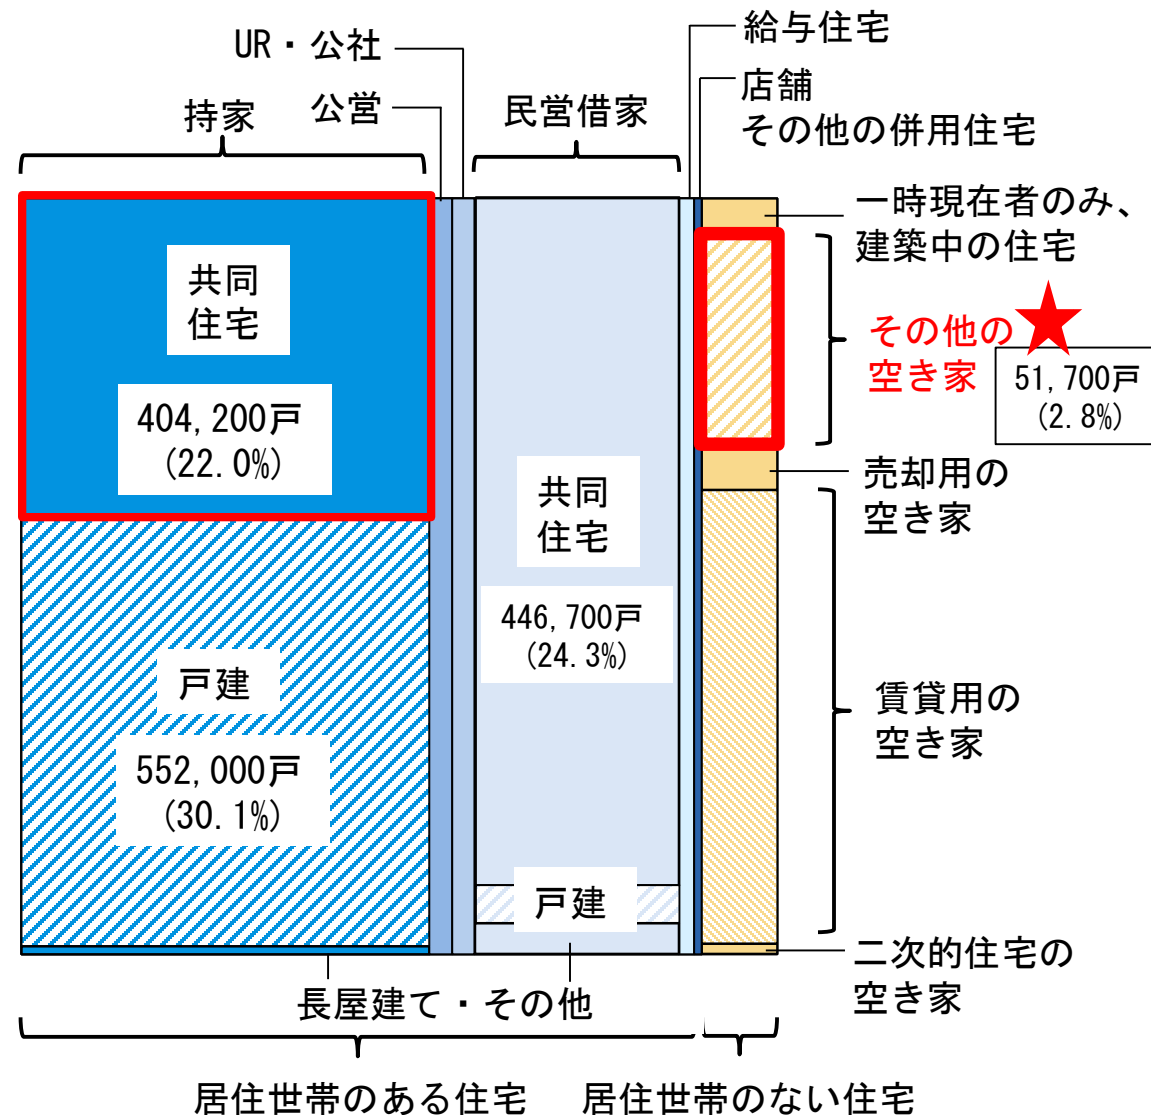 UR・公社
給与住宅
持家
公営
民営借家
店舗
その他の併用住宅
一時現在者のみ、
建築中の住宅
共同
住宅
404,200戸
(22.0%)
その他の
空き家
51,700戸
(2.8%)
売却用の
空き家
共同
住宅
446,700戸
(24.3%)
戸建
552,000戸
(30.1%)
賃貸用の
空き家
戸建
二次的住宅の
空き家
長屋建て・その他
居住世帯のある住宅
居住世帯のない住宅